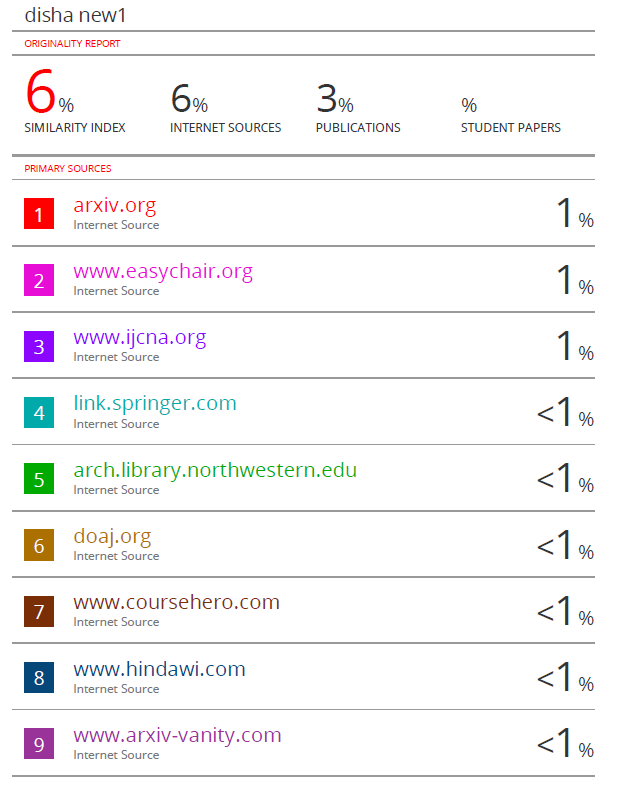 disha new1
ORIGINALITY REPORT
6% 6% 3% %
SIMILARITY INDEX INTERNET SOURCES PUBLICATIONS STUDENT PAPERS
PRIMARY SOURCES
1 arxiv.org 1%
Internet Source
2 www.easychair.org 1%
Internet Source
3 www.ijcna.org 1%
Internet Source
4 link.springer.com <1%
Internet Source
5 arch.library.northwestern.edu <1%
Internet Source
6 doaj.org <1%
Internet Source
7 www.coursehero.com <1%
Internet Source
8 www.hindawi.com <1%
Internet Source
9 www.arxiv-vanity.com <1%
Internet Source